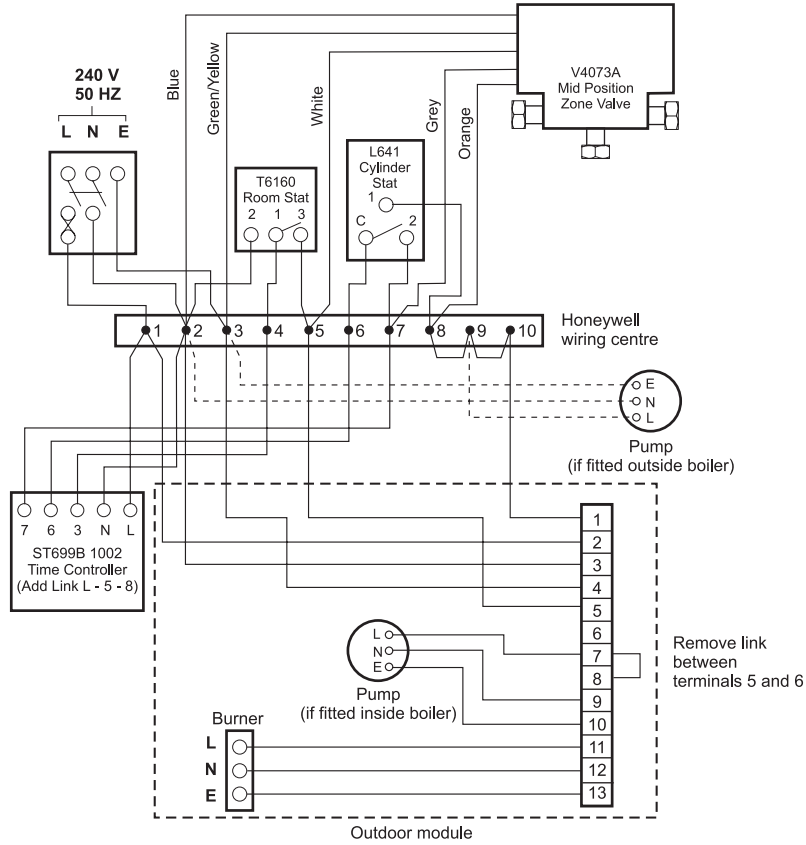 V4073A
Mid Position
Zone Valve
240 V
50 HZ
L N E
Blue
Green/Yellow
White
Grey
Orange
T6160
Room Stat
2 1 3
L641
Cylinder
Stat
1
C 2
1 2 3 4 5 6 7 8 9 10
Honeywell
wiring centre
E
N
L
Pump
(if fitted outside boiler)
7 6 3 N L
ST699B 1002
Time Controller
(Add Link L - 5 - 8)
1
2
3
4
5
6
7
8
9
10
11
12
13
Remove link
between
terminals 5 and 6
L
N
E
Pump
(if fitted inside boiler)
Burner
L
N
E
Outdoor module